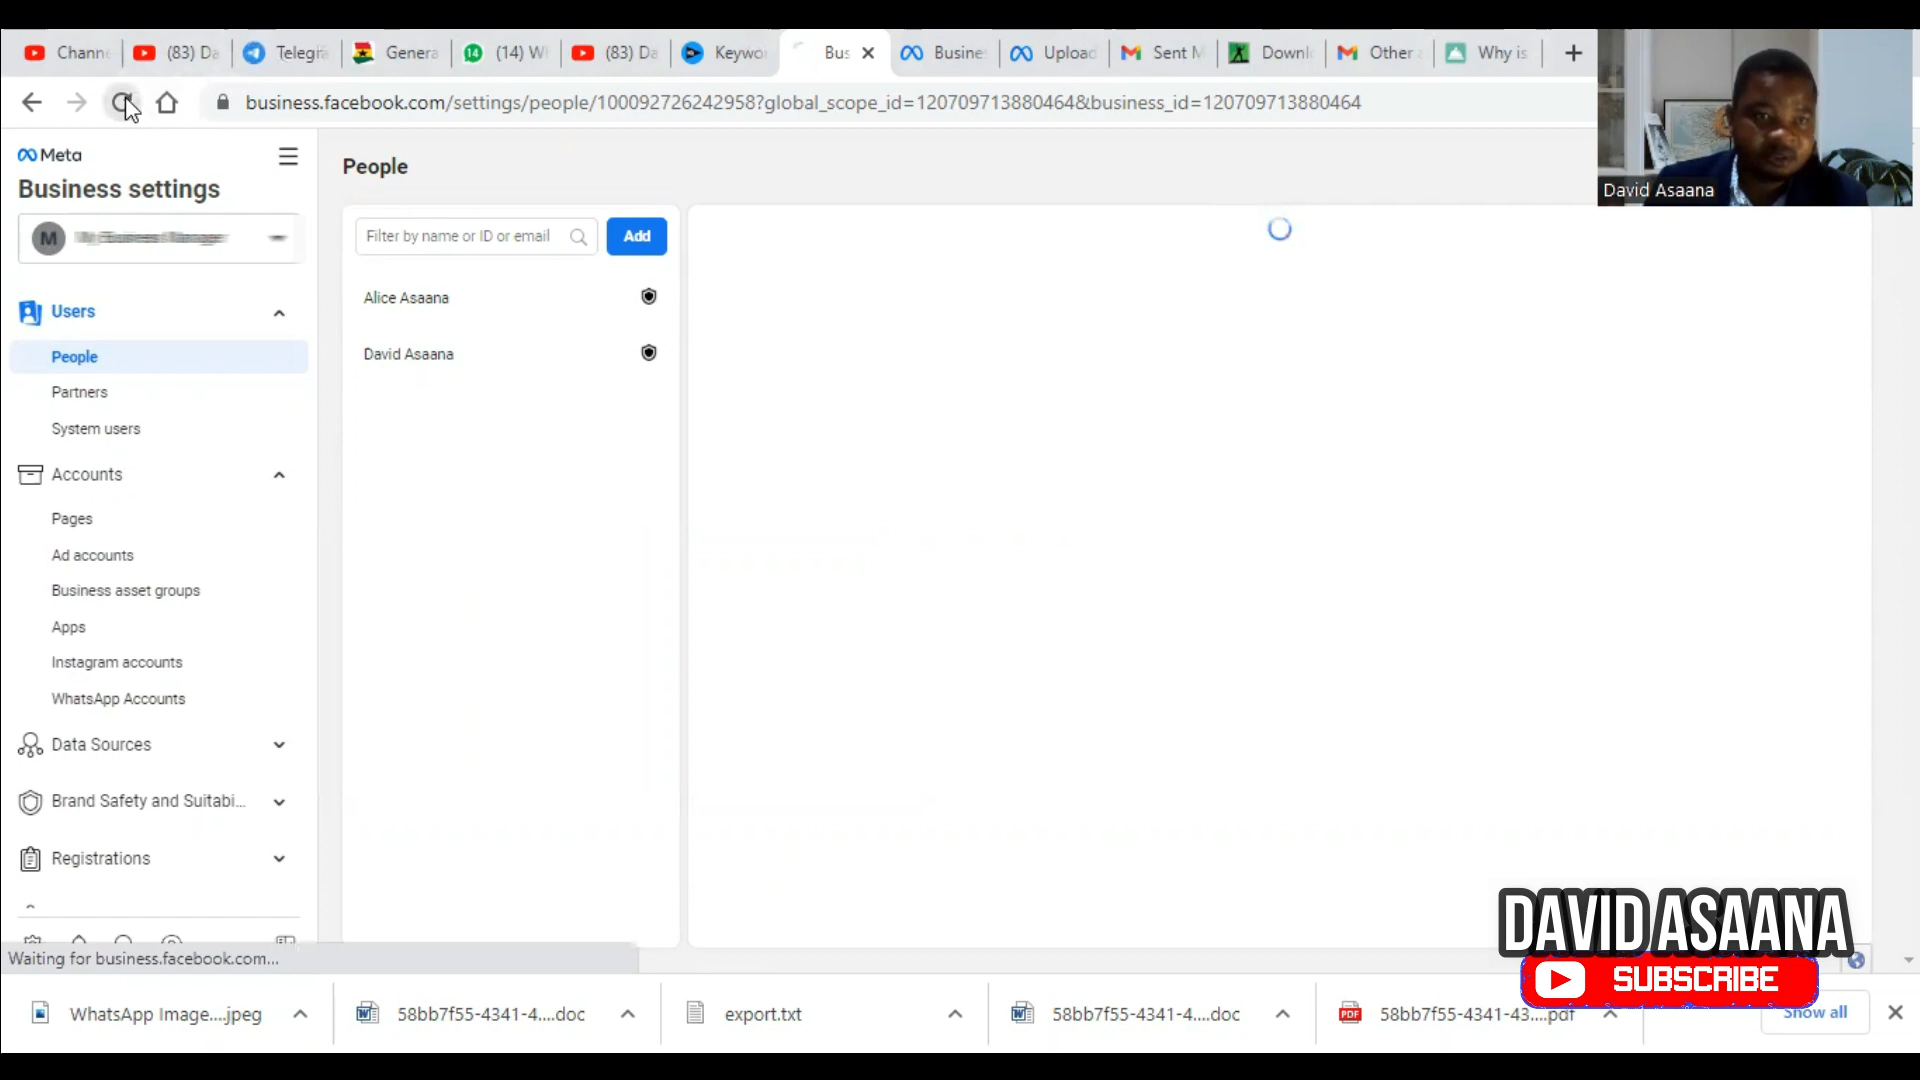 Chann
(83) Da
Telegra
Genera
(14) W
(83) Da
Keywo
Bus
Busine
Upload
Sent M
Downl
Other
Why is
business.facebook.com/settings/people/100092726242958?global_scope_id=120709713880464&business_id=120709713880464
David Asaana
Meta
Business settings
M
Users
People
Partners
System users
Accounts
Pages
Ad accounts
Business asset groups
Apps
Instagram accounts
WhatsApp Accounts
Data Sources
Brand Safety and Suitabi...
Registrations
People
Filter by name or ID or email
Add
Alice Asaana
David Asaana
Waiting for business.facebook.com...
DAVID ASAANA
SUBSCRIBE
WhatsApp Image....jpeg
58bb7f55-4341-4....doc
export.txt
58bb7f55-4341-4....doc
PDF
58bb7f55-4341-43....pdf
Show all